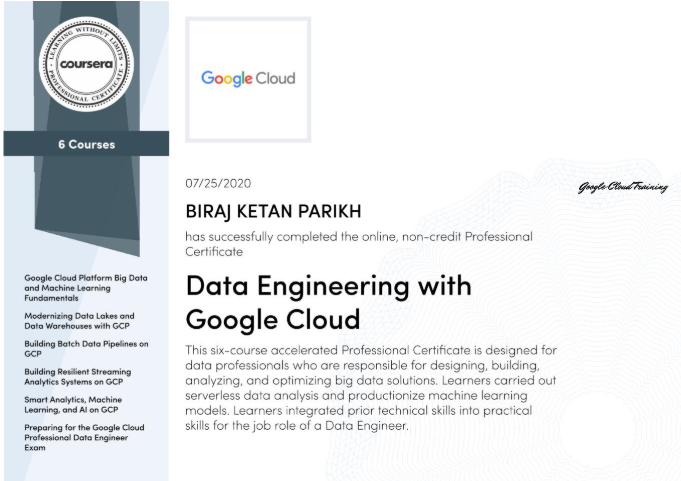 LEARNING WITHOUT LIMITS
coursera
PROFESSIONAL CERTIFICATE
6 Courses
Google Cloud Platform Big Data
and Machine Learning
Fundamentals
Modernizing Data Lakes and
Data Warehouses with GCP
Building Batch Data Pipelines on
GCP
Building Resilient Streaming
Analytics Systems on GCP
Smart Analytics, Machine
Learning, and AI on GCP
Preparing for the Google Cloud
Professional Data Engineer
Exam
Google Cloud
07/25/2020
BIRAJ KETAN PARIKH
has successfully completed the online, non-credit Professional
Certificate
Data Engineering with
Google Cloud
This six-course accelerated Professional Certificate is designed for
data professionals who are responsible for designing, building,
analyzing, and optimizing big data solutions. Learners carried out
serverless data analysis and productionize machine learning
models. Learners integrated prior technical skills into practical
skills for the job role of a Data Engineer.
Google Cloud Training